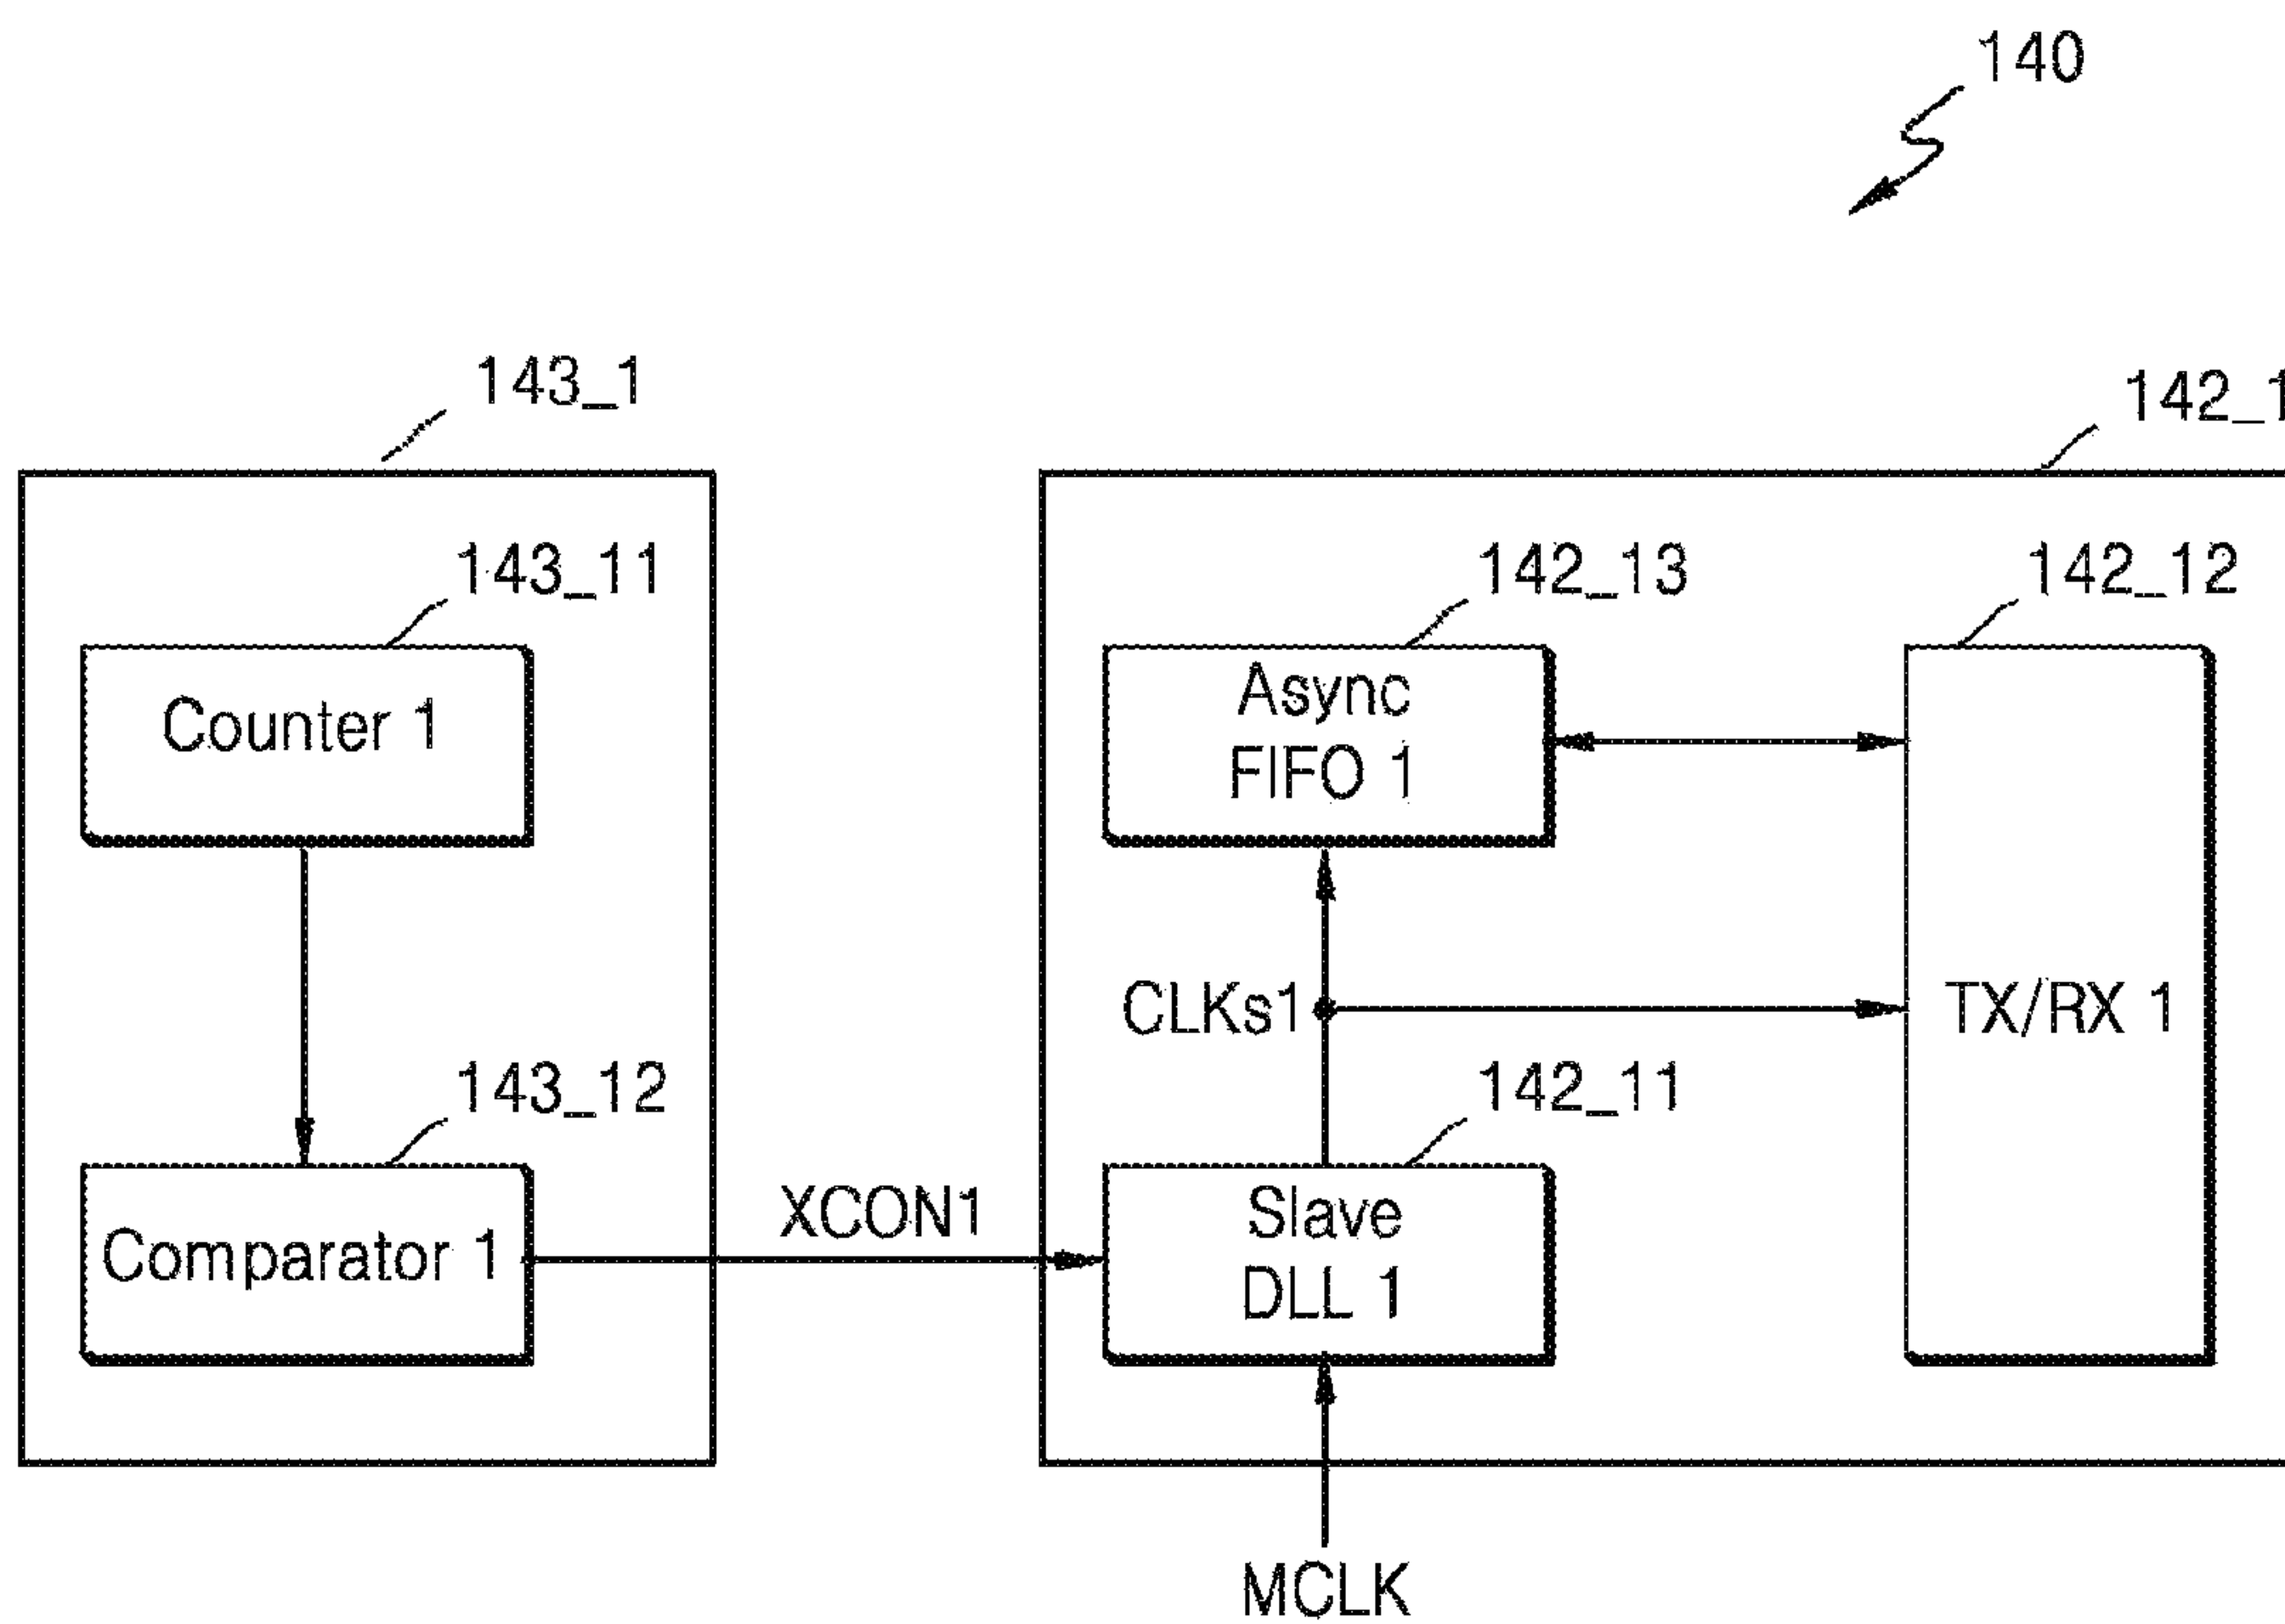 140
143_1
142_1
143_11
142_13
142_12
Counter 1
Async
FIFO 1
CLKs1
TX/RX 1
143_12
142_11
XCON1
Comparator 1
Slave
DLL 1
MCLK